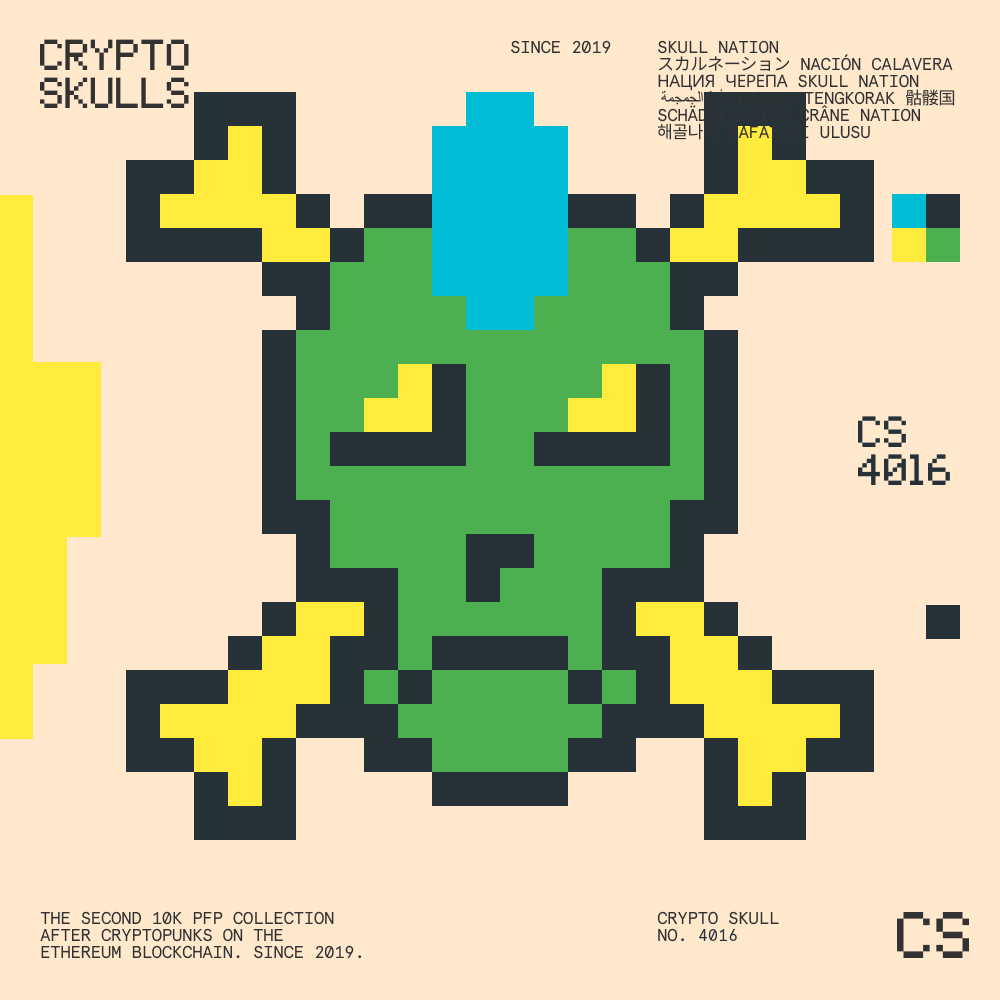 CRYPTO
SKULLS
SINCE 2019
SKULL NATION
スカルネーション NACIÓN CALAVERA
НАЦИЯ ЧЕРЕПА SKULL NATION
TENGKORAK 骷髅国
CRÂNE NATION
해골나 ULUSU
CS
4016
THE SECOND 10K PFP COLLECTION
AFTER CRYPTOPUNKS ON THE
ETHEREUM BLOCKCHAIN. SINCE 2019.
CRYPTO SKULL
NO. 4016
CS